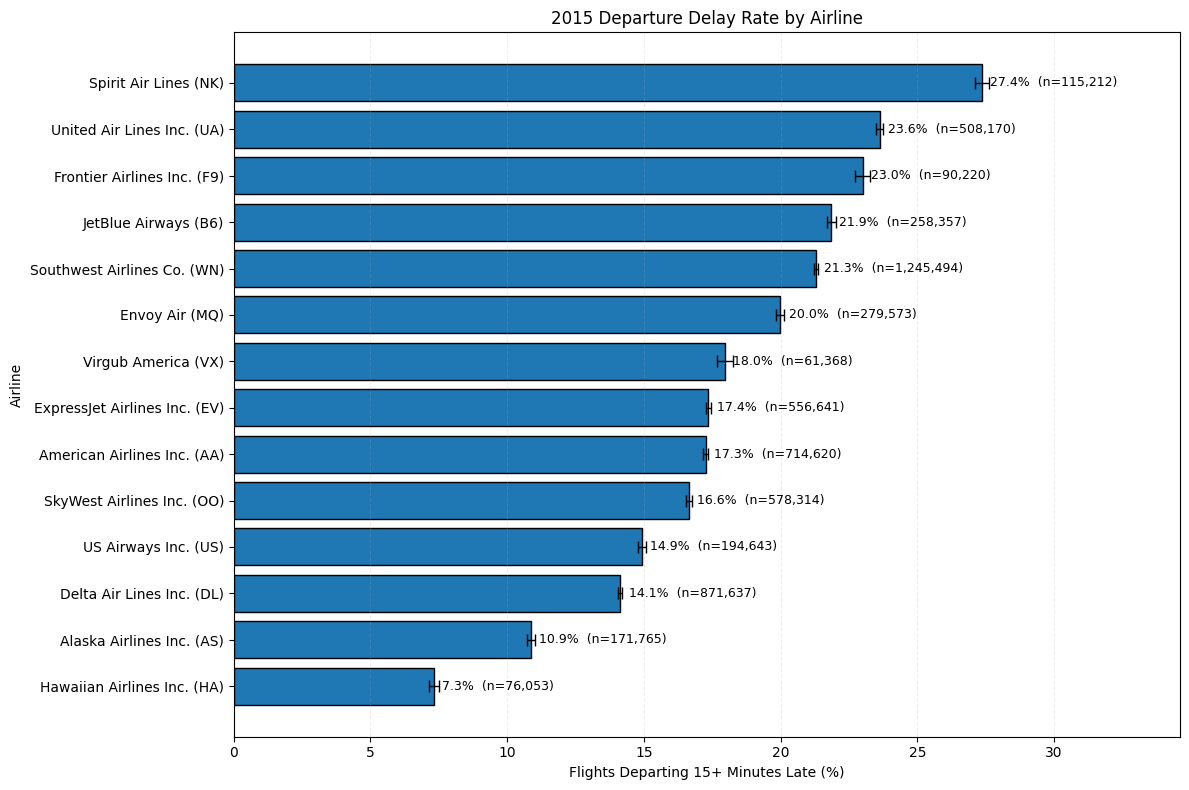 2015 Departure Delay Rate by Airline
Spirit Air Lines (NK) 27.4% (n=115,212)
United Air Lines Inc. (UA) 23.6% (n=508,170)
Frontier Airlines Inc. (F9) 23.0% (n=90,220)
JetBlue Airways (B6) 21.9% (n=258,357)
Southwest Airlines Co. (WN) 21.3% (n=1,245,494)
Envoy Air (MQ) 20.0% (n=279,573)
Virgub America (VX) 18.0% (n=61,368)
ExpressJet Airlines Inc. (EV) 17.4% (n=556,641)
American Airlines Inc. (AA) 17.3% (n=714,620)
SkyWest Airlines Inc. (OO) 16.6% (n=578,314)
US Airways Inc. (US) 14.9% (n=194,643)
Delta Air Lines Inc. (DL) 14.1% (n=871,637)
Alaska Airlines Inc. (AS) 10.9% (n=171,765)
Hawaiian Airlines Inc. (HA) 7.3% (n=76,053)
Airline
0 5 10 15 20 25 30
Flights Departing 15+ Minutes Late (%)